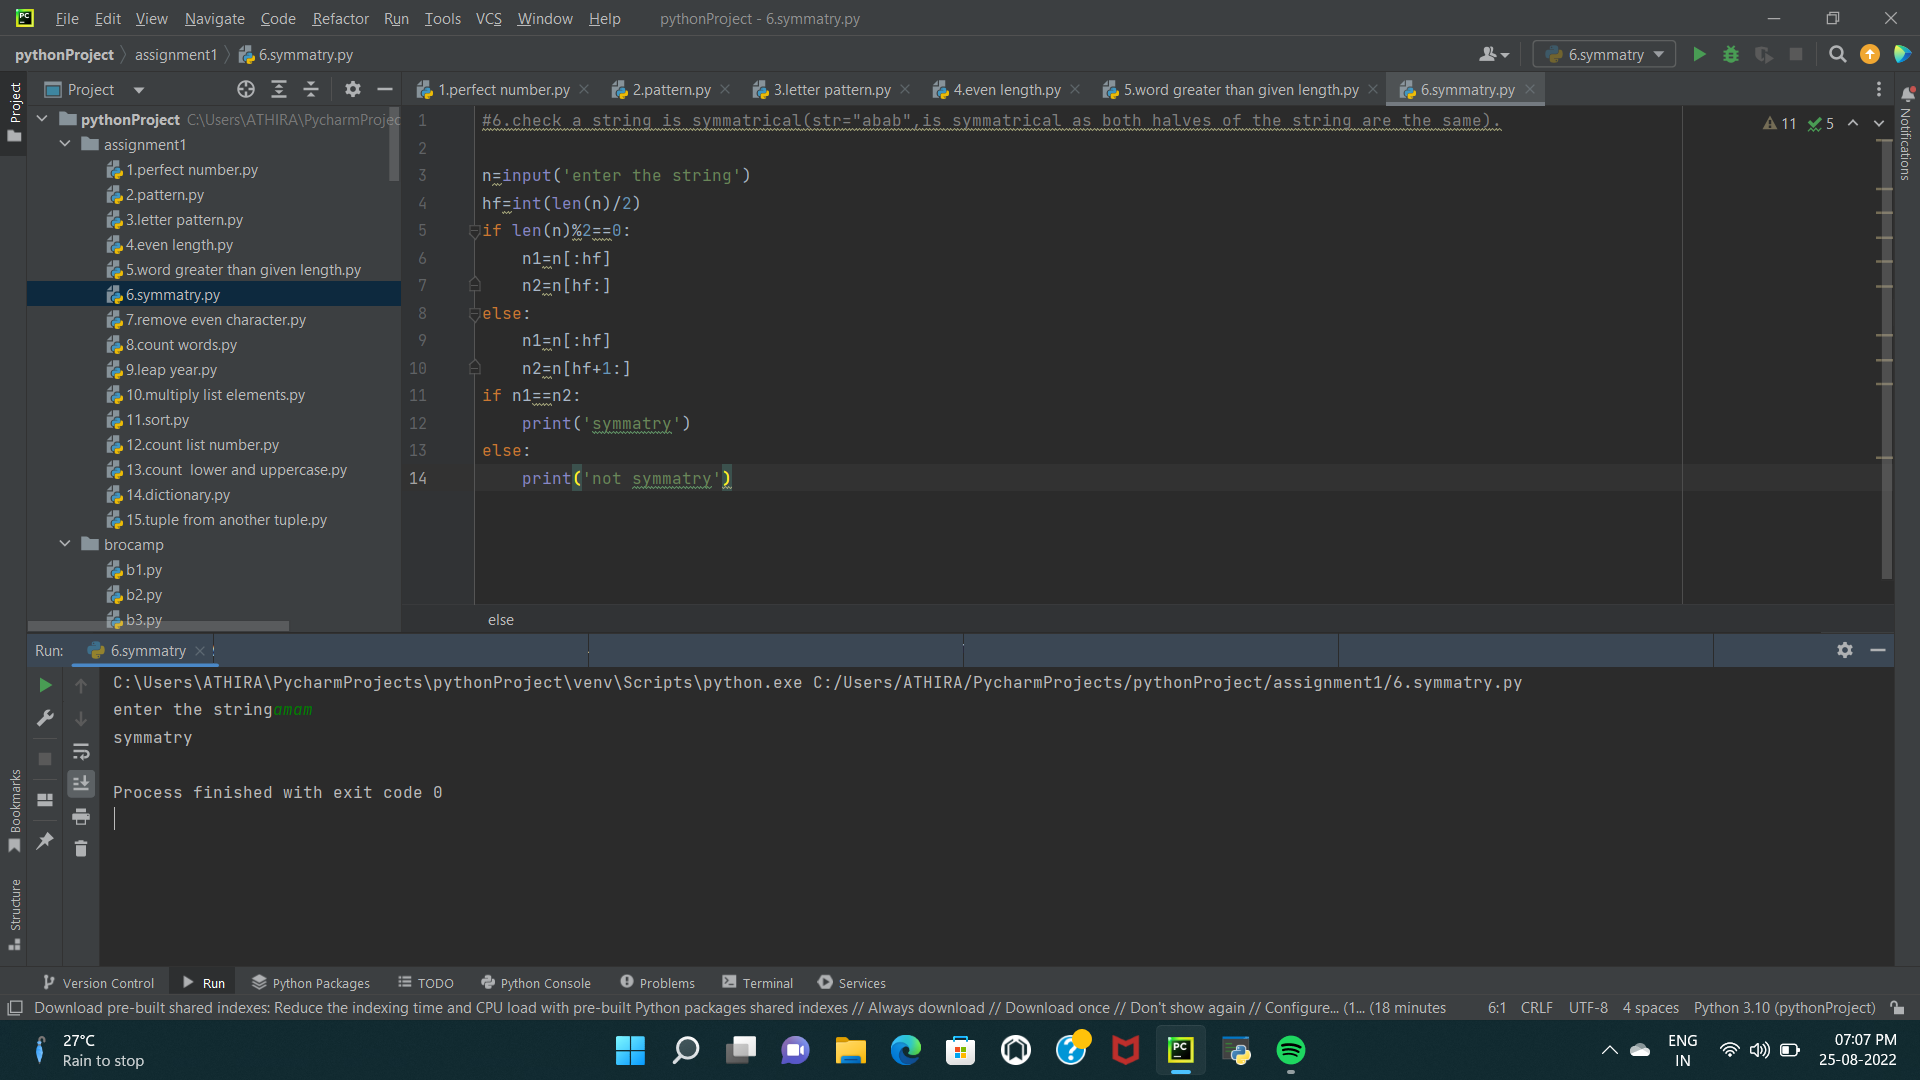 PC File Edit View Navigate Code Refactor Run Tools VCS Window Help pythonProject - 6.symmatry.py
pythonProject assignment1 6.symmatry.py 6.symmatry
Project
Project
1.perfect number.py 2.pattern.py 3.letter pattern.py 4.even length.py 5.word greater than given length.py 6.symmatry.py
Notifications
11 5
pythonProject C:\Users\ATHIRA\PycharmProjec
assignment1
1.perfect number.py
2.pattern.py
3.letter pattern.py
4.even length.py
5.word greater than given length.py
6.symmatry.py
7.remove even character.py
8.count words.py
9.leap year.py
10.multiply list elements.py
11.sort.py
12.count list number.py
13.count  lower and uppercase.py
14.dictionary.py
15.tuple from another tuple.py
brocamp
b1.py
b2.py
b3.py
1 #6.check a string is symmatrical(str="abab",is symmatrical as both halves of the string are the same).
2
3 n=input('enter the string')
4 hf=int(len(n)/2)
5 if len(n)%2==0:
6     n1=n[:hf]
7     n2=n[hf:]
8 else:
9     n1=n[:hf]
10     n2=n[hf+1:]
11 if n1==n2:
12     print('symmatry')
13 else:
14     print('not symmatry')
else
Run: 6.symmatry
C:\Users\ATHIRA\PycharmProjects\pythonProject\venv\Scripts\python.exe C:/Users/ATHIRA/PycharmProjects/pythonProject/assignment1/6.symmatry.py
enter the stringamam
symmatry
Process finished with exit code 0
Bookmarks
Structure
Version Control Run Python Packages TODO Python Console Problems Terminal Services
Download pre-built shared indexes: Reduce the indexing time and CPU load with pre-built Python packages shared indexes // Always download // Download once // Don't show again // Configure... (1... (18 minutes 6:1 CRLF UTF-8 4 spaces Python 3.10 (pythonProject)
27°C
Rain to stop
PC
ENG
IN
07:07 PM
25-08-2022